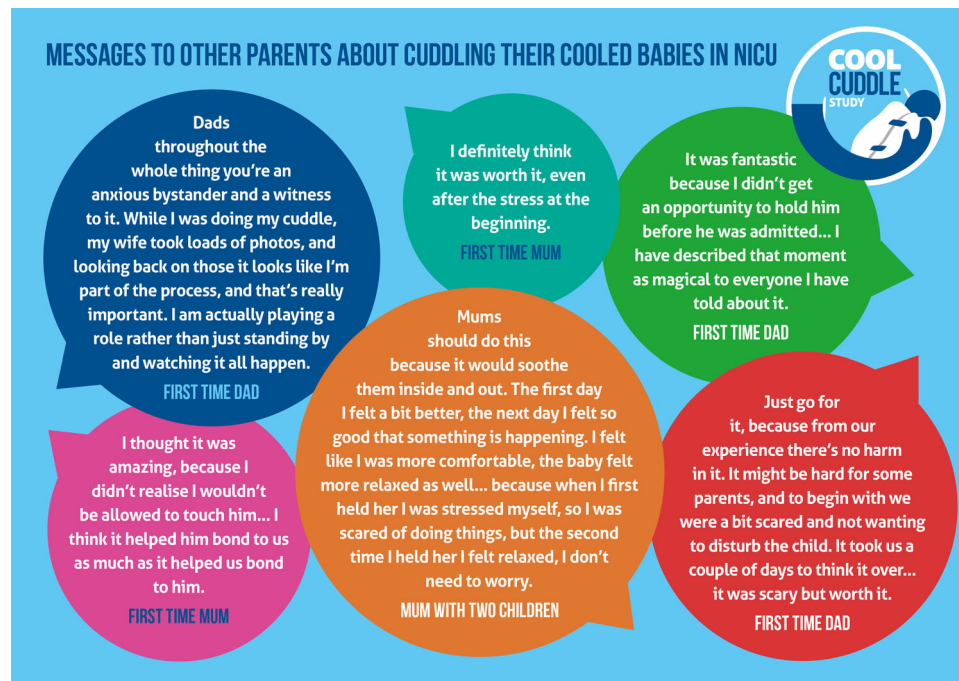 MESSAGES TO OTHER PARENTS ABOUT CUDDLING THEIR COOLED BABIES IN NICU
COOL
CUDDLE
STUDY
Dads
throughout the
whole thing you're an
anxious bystander and a witness
to it. While I was doing my cuddle,
my wife took loads of photos, and
looking back on those it looks like I'm
part of the process, and that's really
important. I am actually playing a
role rather than just standing by
and watching it all happen.
FIRST TIME DAD
I definitely think
it was worth it, even
after the stress at the
beginning.
FIRST TIME MUM
It was fantastic
because I didn't get
an opportunity to hold him
before he was admitted... I
have described that moment
as magical to everyone I have
told about it.
FIRST TIME DAD
I thought it was
amazing, because I
didn't realise I wouldn't
be allowed to touch him... I
think it helped him bond to us
as much as it helped us bond
to him.
FIRST TIME MUM
Mums
should do this
because it would soothe
them inside and out. The first day
I felt a bit better, the next day I felt so
good that something is happening. I felt
like I was more comfortable, the baby felt
more relaxed as well... because when I first
held her I was stressed myself, so I was
scared of doing things, but the second
time I held her I felt relaxed, I don't
need to worry.
MUM WITH TWO CHILDREN
Just go for
it, because from our
experience there's no harm
in it. It might be hard for some
parents, and to begin with we
were a bit scared and not wanting
to disturb the child. It took us a
couple of days to think it over...
it was scary but worth it.
FIRST TIME DAD